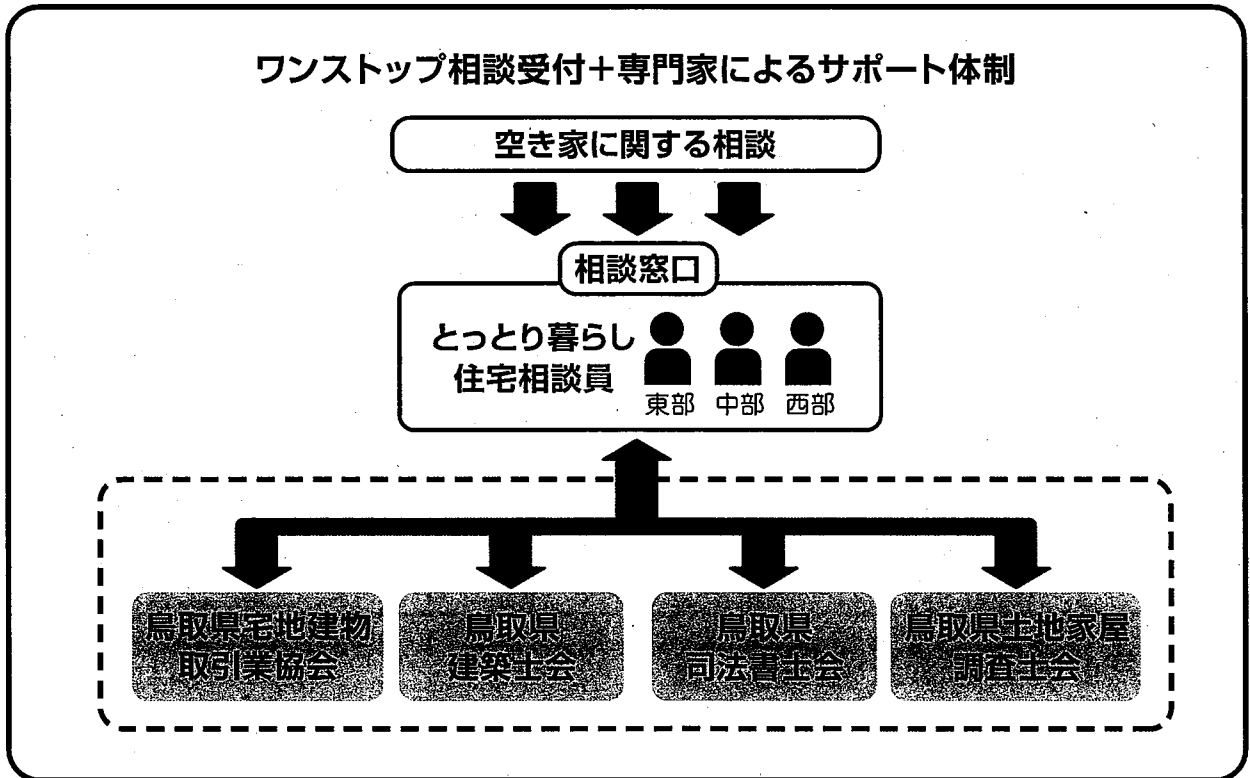 ワンストップ相談受付+専門家によるサポート体制
空き家に関する相談
相談窓口
とっとり暮らし
住宅相談員
東部 中部 西部
鳥取県宅地建物
取引業協会
鳥取県
建築士会
鳥取県
司法書士会
鳥取県土地家屋
調査士会